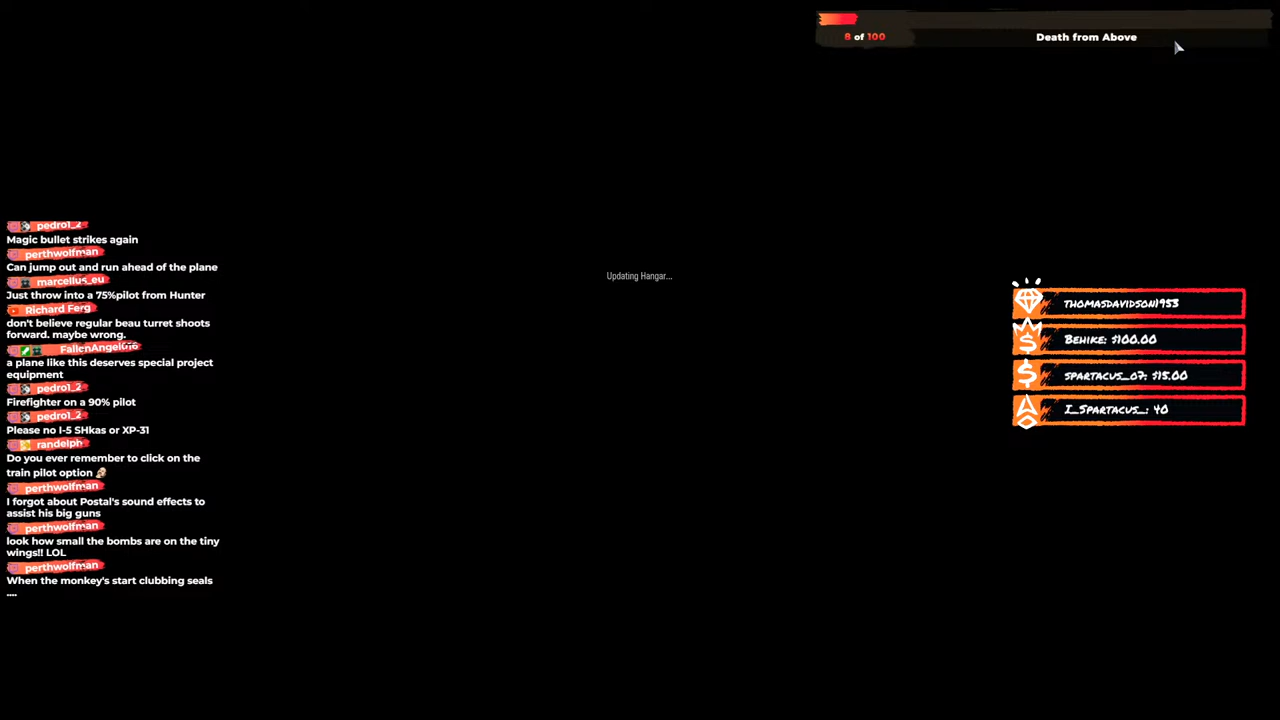 8 of 100
Death from Above
pedro1_2
Magic bullet strikes again
perthwolfman
Can jump out and run ahead of the plane
marcellus_eu
Just throw into a 75%pilot from Hunter
Richard Ferg
don't believe regular beau turret shoots
forward. maybe wrong.
FallenAngel016
a plane like this deserves special project
equipment
pedro1_2
Firefighter on a 90% pilot
pedro1_2
Please no I-5 SHkas or XP-31
randelph
Do you ever remember to click on the
train pilot option
perthwolfman
I forgot about Postal's sound effects to
assist his big guns
perthwolfman
look how small the bombs are on the tiny
wings!! LOL
perthwolfman
When the monkey's start clubbing seals
....
Updating Hangar...
thomasdavidson1953
Behike: $100.00
spartacus_07: $15.00
I_Spartacus_: 40